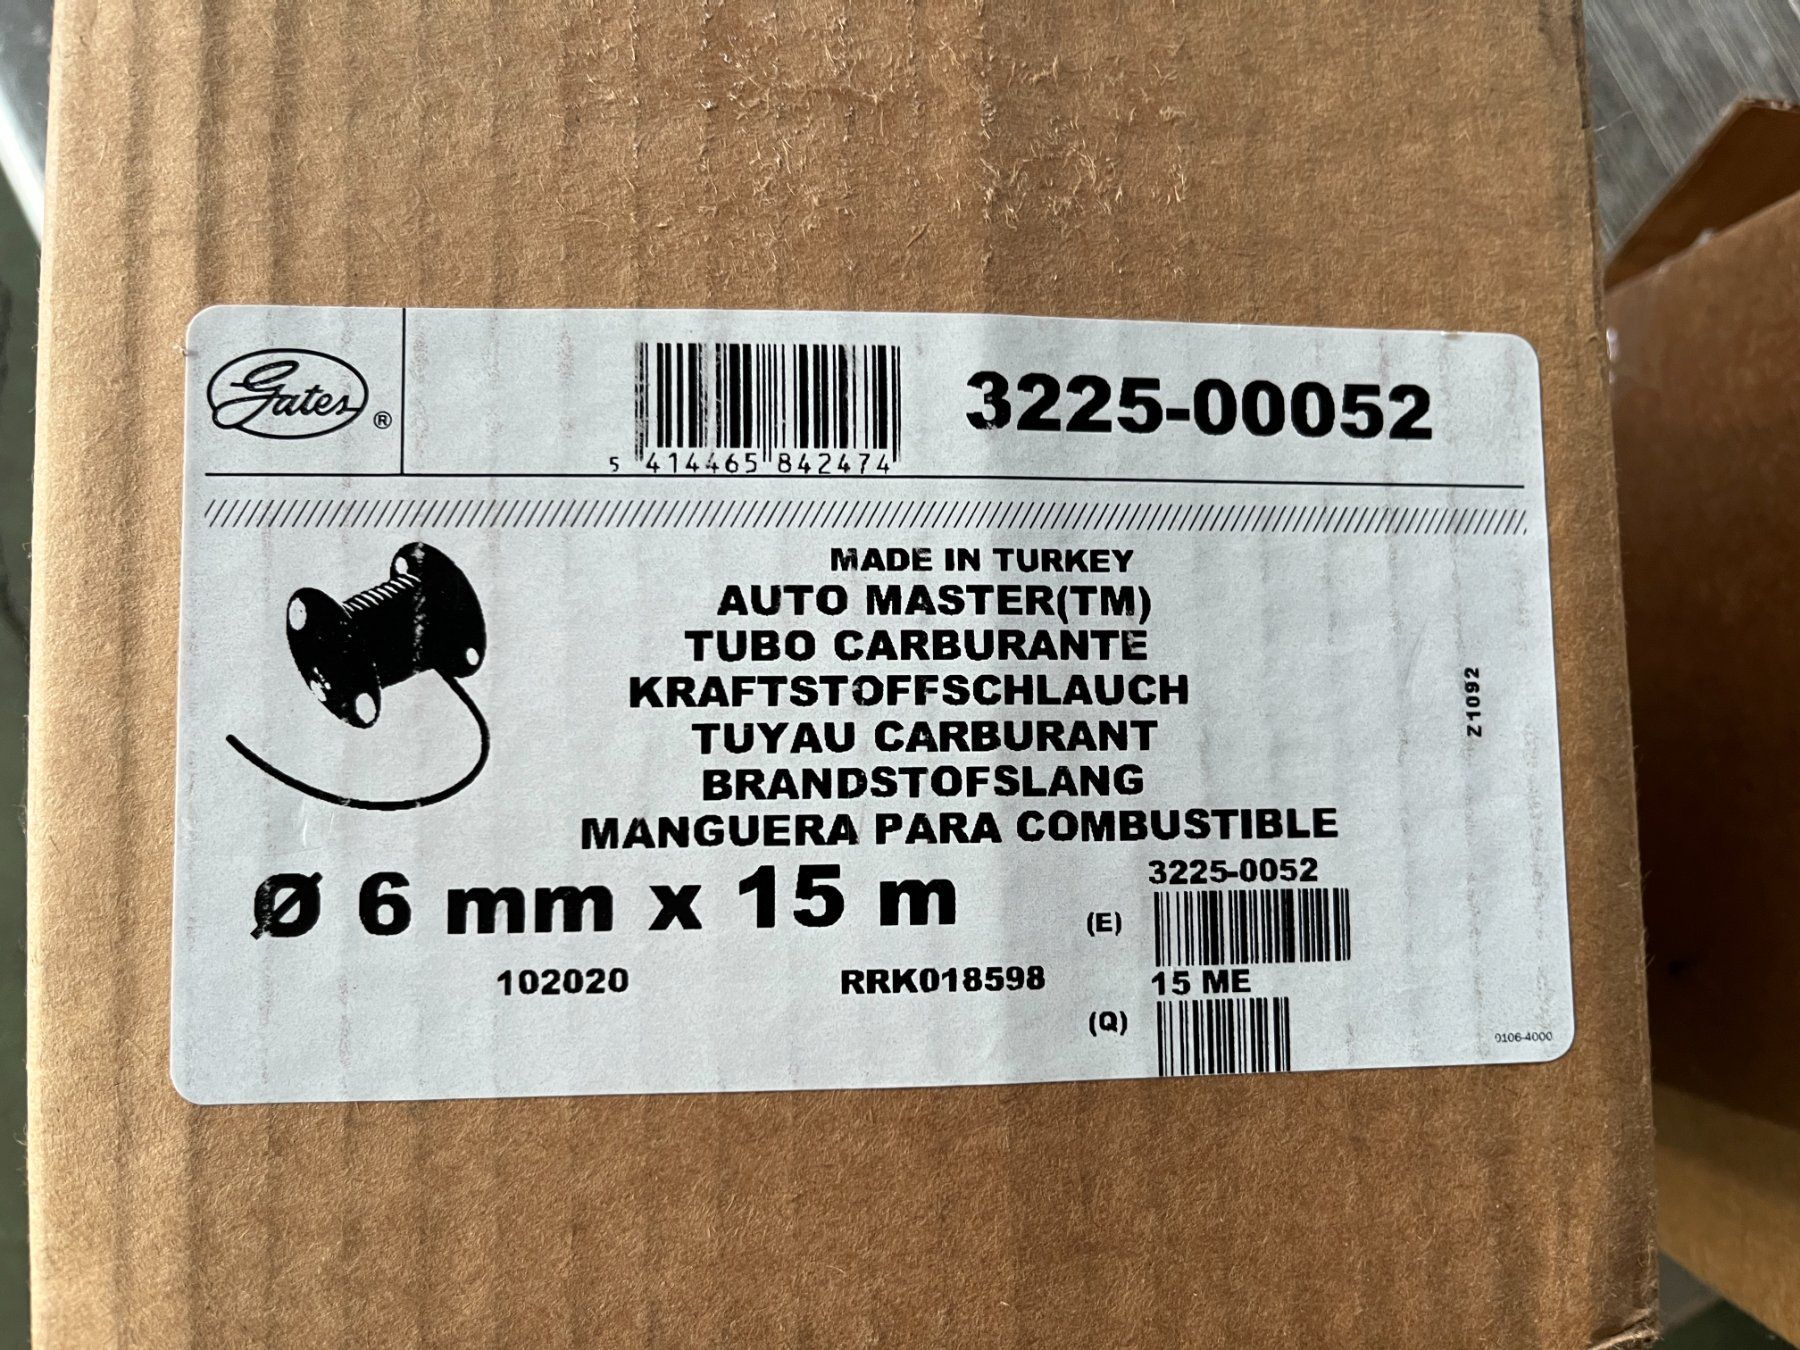 Gates ®
3225-00052
5 414465 842474
MADE IN TURKEY
AUTO MASTER(TM)
TUBO CARBURANTE
KRAFTSTOFFSCHLAUCH
TUYAU CARBURANT
BRANDSTOFSLANG
MANGUERA PARA COMBUSTIBLE
Z1092
Ø 6 mm x 15 m
3225-0052
(E)
102020
RRK018598
15 ME
(Q)
0106-4000